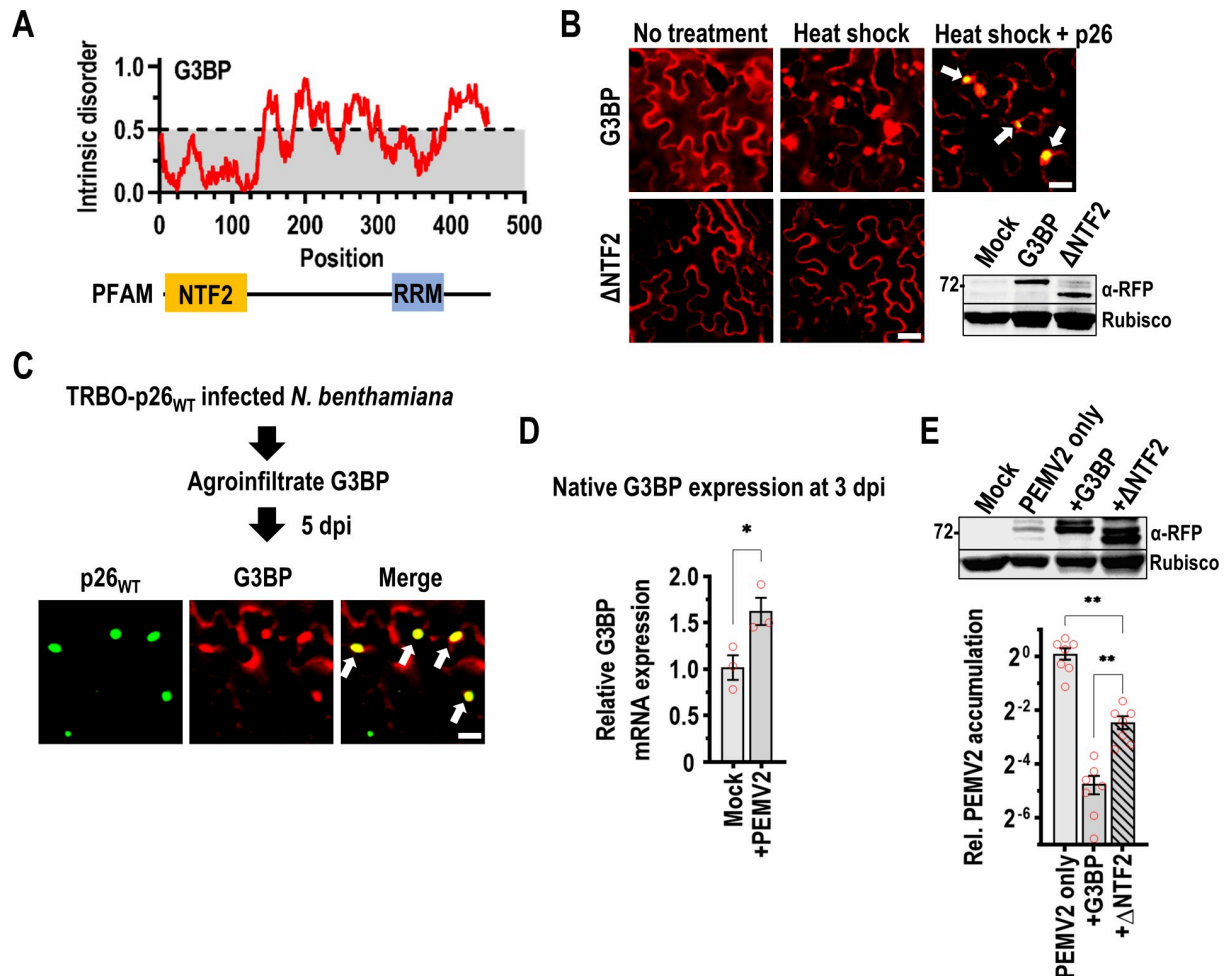 A
G3BP
Intrinsic disorder
1.0
0.5
0.0
0 100 200 300 400 500
Position
PFAM NTF2 RRM
B
No treatment Heat shock Heat shock + p26
G3BP
ΔNTF2
Mock G3BP ΔNTF2
72 α-RFP
Rubisco
C
TRBO-p26WT infected N. benthamiana
Agroinfiltrate G3BP
5 dpi
p26WT G3BP Merge
D
Native G3BP expression at 3 dpi
*
Relative G3BP
mRNA expression
2.0
1.5
1.0
0.5
0
Mock
+PEMV2
E
Mock PEMV2 only +G3BP +ΔNTF2
72 α-RFP
Rubisco
**
**
Rel. PEMV2 accumulation
2^0
2^-2
2^-4
2^-6
PEMV2 only
+G3BP
+ΔNTF2